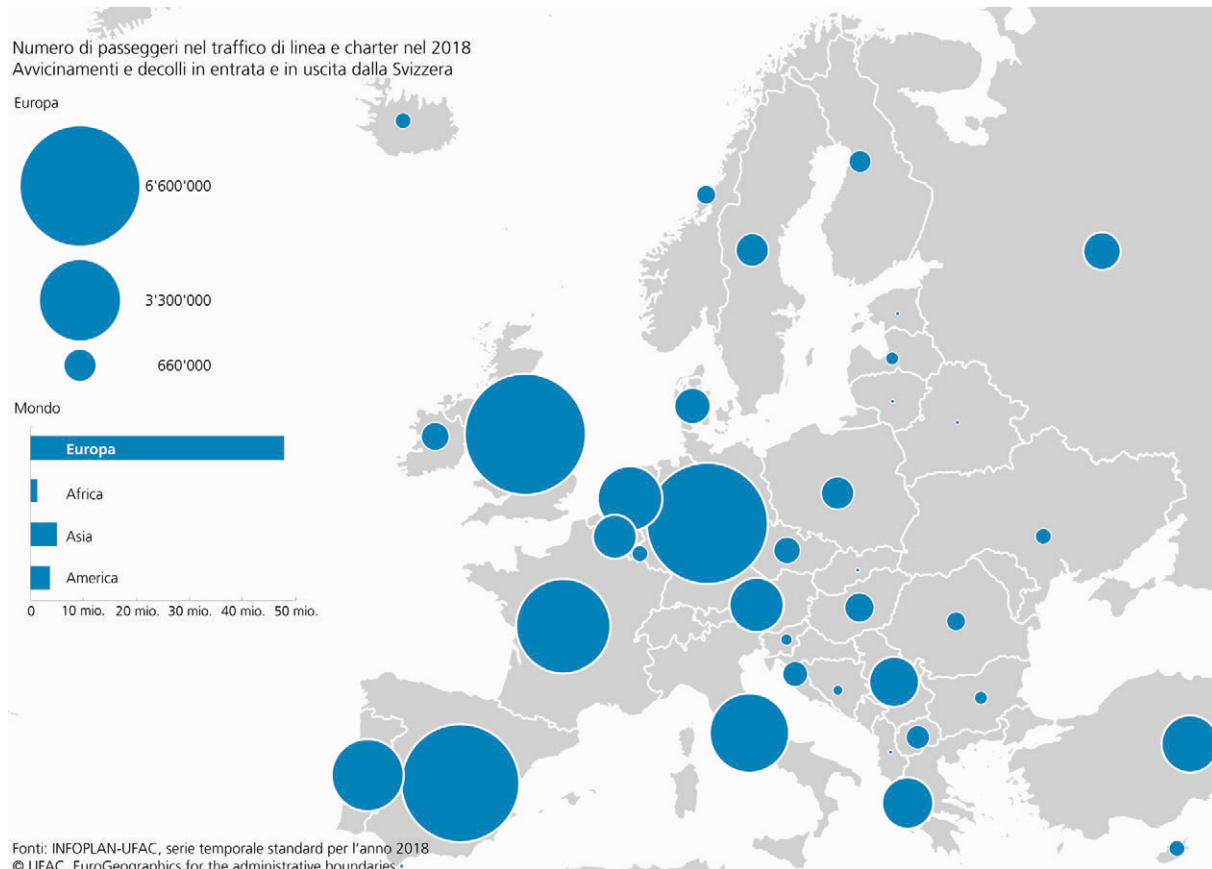 Numero di passeggeri nel traffico di linea e charter nel 2018
Avvicinamenti e decolli in entrata e in uscita dalla Svizzera
Europa
6'600'000
3'300'000
660'000
Mondo
Europa
Africa
Asia
America
0 10 mio. 20 mio. 30 mio. 40 mio. 50 mio.
Fonti: INFOPLAN-UFAC, serie temporale standard per l'anno 2018
© UFAC, EuroGeographics for the administrative boundaries